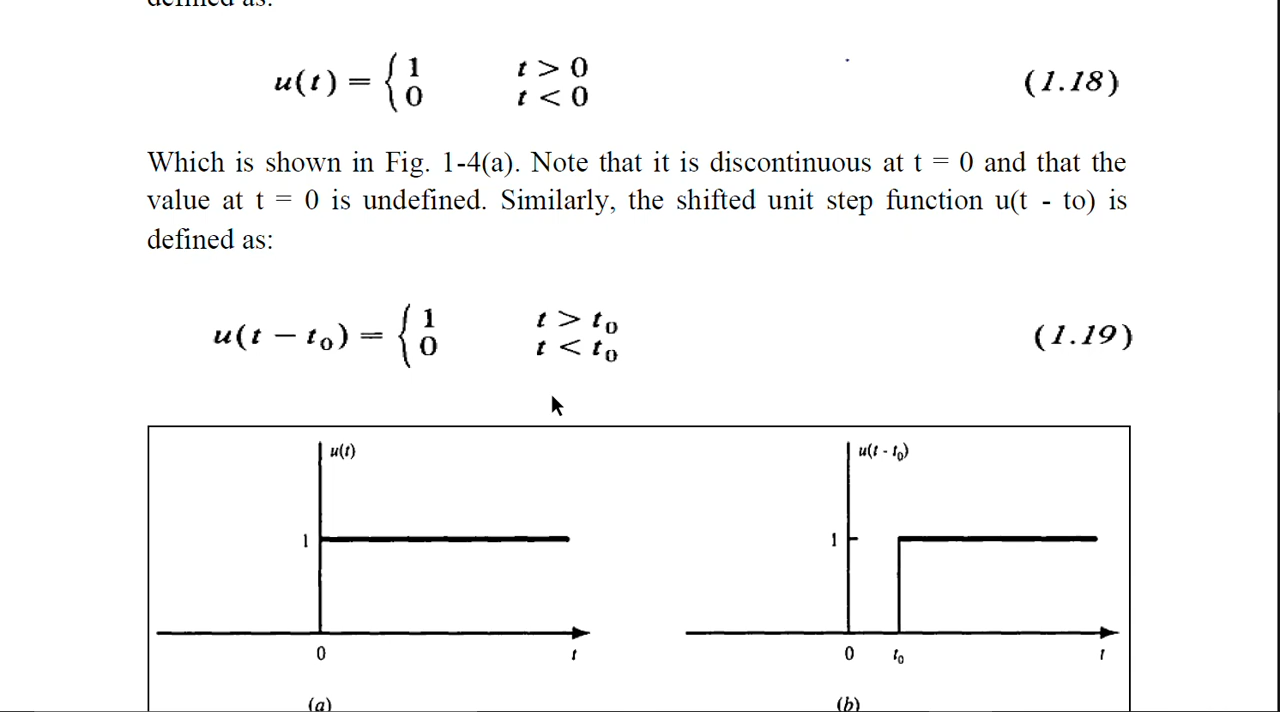 defined as:
u(t) = { 1 t > 0
0 t < 0 (1.18)
Which is shown in Fig. 1-4(a). Note that it is discontinuous at t = 0 and that the
value at t = 0 is undefined. Similarly, the shifted unit step function u(t - to) is
defined as:
u(t − t₀) = { 1 t > t₀
0 t < t₀ (1.19)
u(t) u(t - t₀)
1 1
0 t 0 t₀ t
(a) (b)